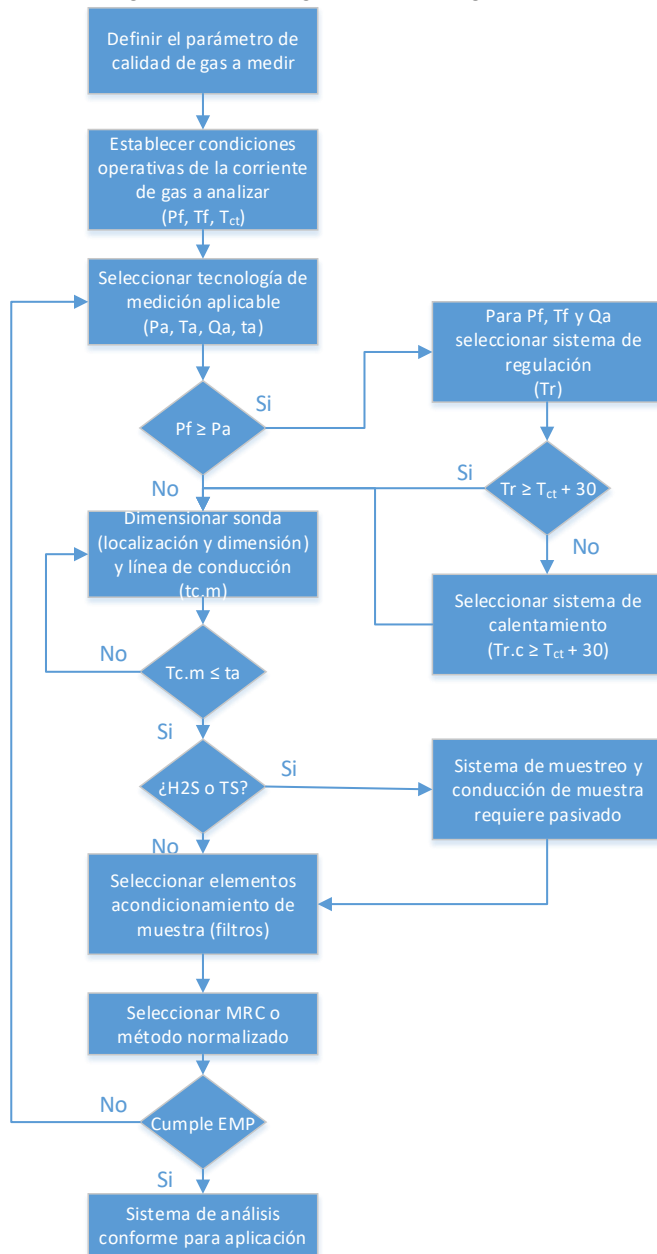 Definir el parámetro de
calidad de gas a medir
Establecer condiciones
operativas de la corriente
de gas a analizar
(Pf, Tf, Tct)
Seleccionar tecnología de
medición aplicable
(Pa, Ta, Qa, ta)
Para Pf, Tf y Qa
seleccionar sistema de
regulación
(Tr)
Si
Pf ≥ Pa
No
Si
Tr ≥ Tct + 30
No
Dimensionar sonda
(localización y dimensión)
y línea de conducción
(tc.m)
Seleccionar sistema de
calentamiento
(Tr.c ≥ Tct + 30)
No
Tc.m ≤ ta
Si
¿H2S o TS?
Si
Sistema de muestreo y
conducción de muestra
requiere pasivado
No
Seleccionar elementos
acondicionamiento de
muestra (filtros)
Seleccionar MRC o
método normalizado
No
Cumple EMP
Si
Sistema de análisis
conforme para aplicación